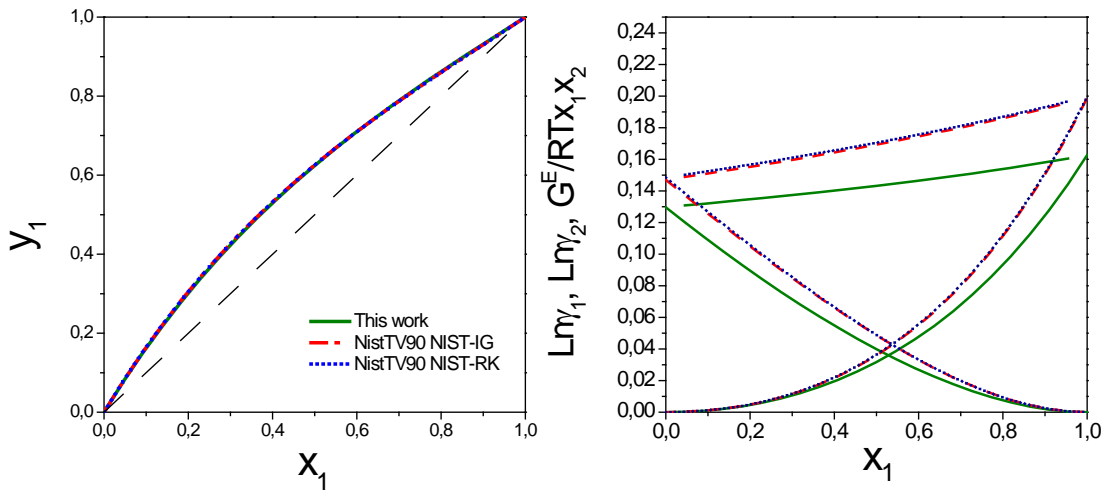 1,0
0,8
0,6
0,4
0,2
0,0
y1
0,0 0,2 0,4 0,6 0,8 1,0
x1
This work
NistTV90 NIST-IG
NistTV90 NIST-RK
0,24
0,22
0,20
0,18
0,16
0,14
0,12
0,10
0,08
0,06
0,04
0,02
0,00
Lnγ1, Lnγ2, G^E/RTx1x2
0,0 0,2 0,4 0,6 0,8 1,0
x1